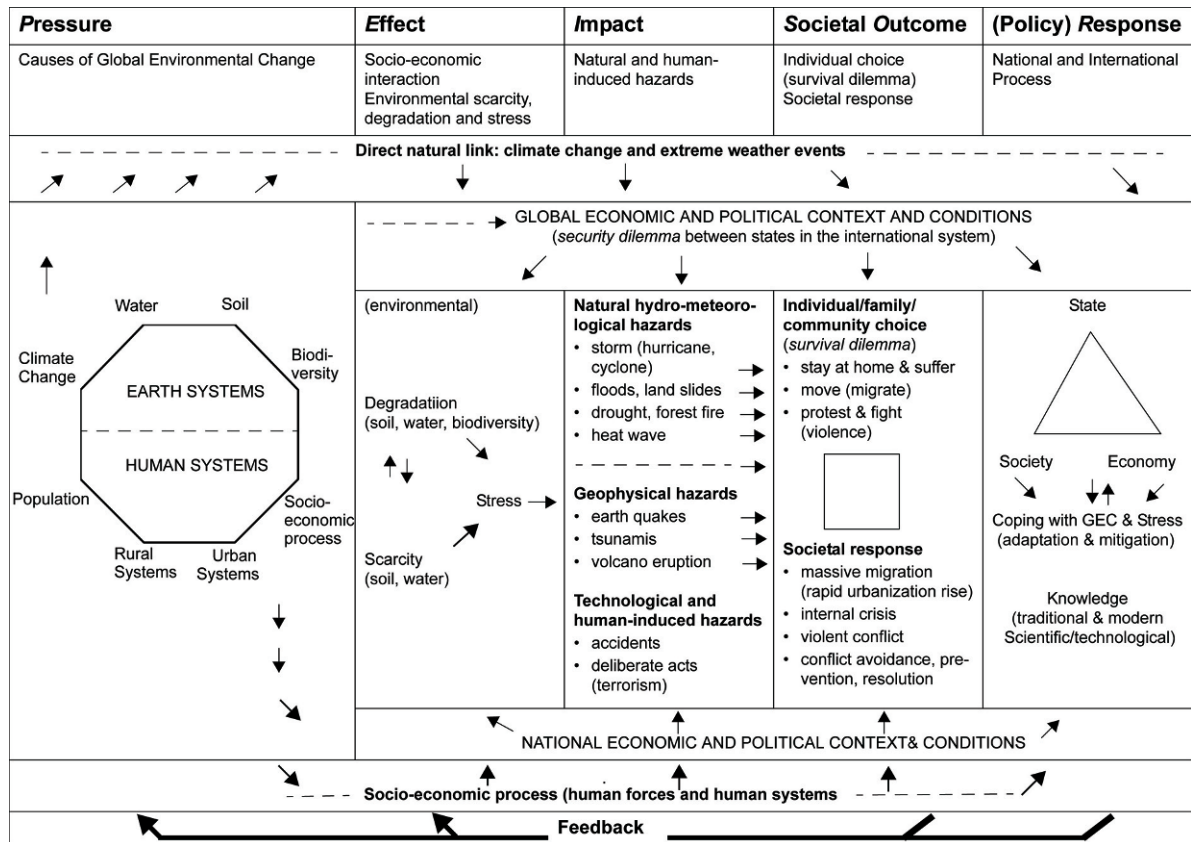 Pressure
Effect
Impact
Societal Outcome
(Policy) Response
Causes of Global Environmental Change
Socio-economic
interaction
Environmental scarcity,
degradation and stress
Natural and human-
induced hazards
Individual choice
(survival dilemma)
Societal response
National and International
Process
Direct natural link: climate change and extreme weather events
GLOBAL ECONOMIC AND POLITICAL CONTEXT AND CONDITIONS
(security dilemma between states in the international system)
Water
Soil
Climate
Change
Biodi-
versity
EARTH SYSTEMS
HUMAN SYSTEMS
Population
Socio-
economic
process
Rural
Systems
Urban
Systems
(environmental)
Degradatiion
(soil, water, biodiversity)
Stress
Scarcity
(soil, water)
Natural hydro-meteoro-
logical hazards
• storm (hurricane,
cyclone)
• floods, land slides
• drought, forest fire
• heat wave
Geophysical hazards
• earth quakes
• tsunamis
• volcano eruption
Technological and
human-induced hazards
• accidents
• deliberate acts
(terrorism)
Individual/family/
community choice
(survival dilemma)
• stay at home & suffer
• move (migrate)
• protest & fight
(violence)
Societal response
• massive migration
(rapid urbanization rise)
• internal crisis
• violent conflict
• conflict avoidance, pre-
vention, resolution
State
Society
Economy
Coping with GEC & Stress
(adaptation & mitigation)
Knowledge
(traditional & modern
Scientific/technological)
NATIONAL ECONOMIC AND POLITICAL CONTEXT& CONDITIONS
Socio-economic process (human forces and human systems
Feedback